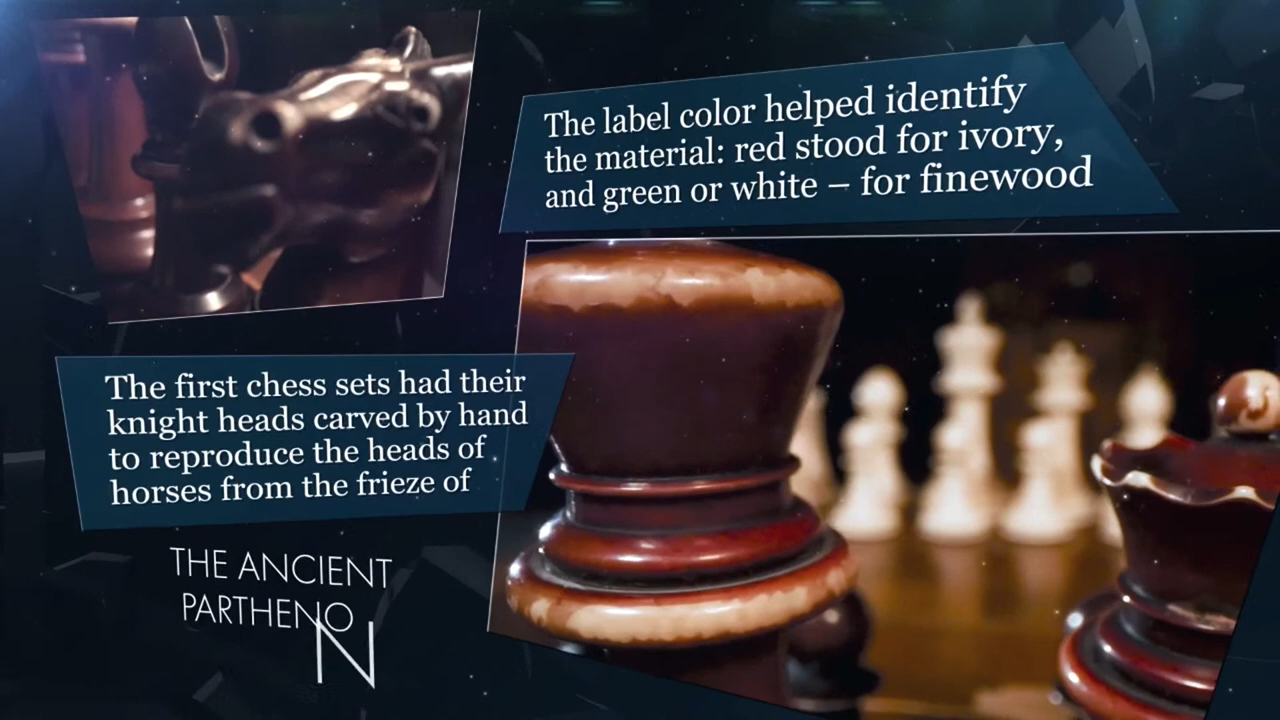 The label color helped identify
the material: red stood for ivory,
and green or white – for finewood
The first chess sets had their
knight heads carved by hand
to reproduce the heads of
horses from the frieze of
THE ANCIENT
PARTHENON